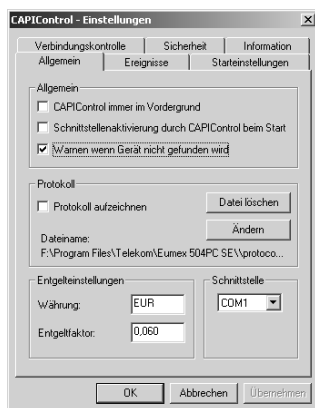 CAPIControl - Einstellungen
Verbindungskontrolle Sicherheit Information
Allgemein Ereignisse Starteinstellungen
Allgemein
CAPIControl immer im Vordergrund
Schnittstellenaktivierung durch CAPIControl beim Start
Warnen wenn Gerät nicht gefunden wird
Protokoll
Protokoll aufzeichnen
Datei löschen
Ändern
Dateiname:
F:\Program Files\Telekom\Eumex 504PC SE\\protoco...
Entgelteinstellungen
Währung: EUR
Entgeltfaktor: 0,060
Schnittstelle
COM1
OK Abbrechen Übernehmen